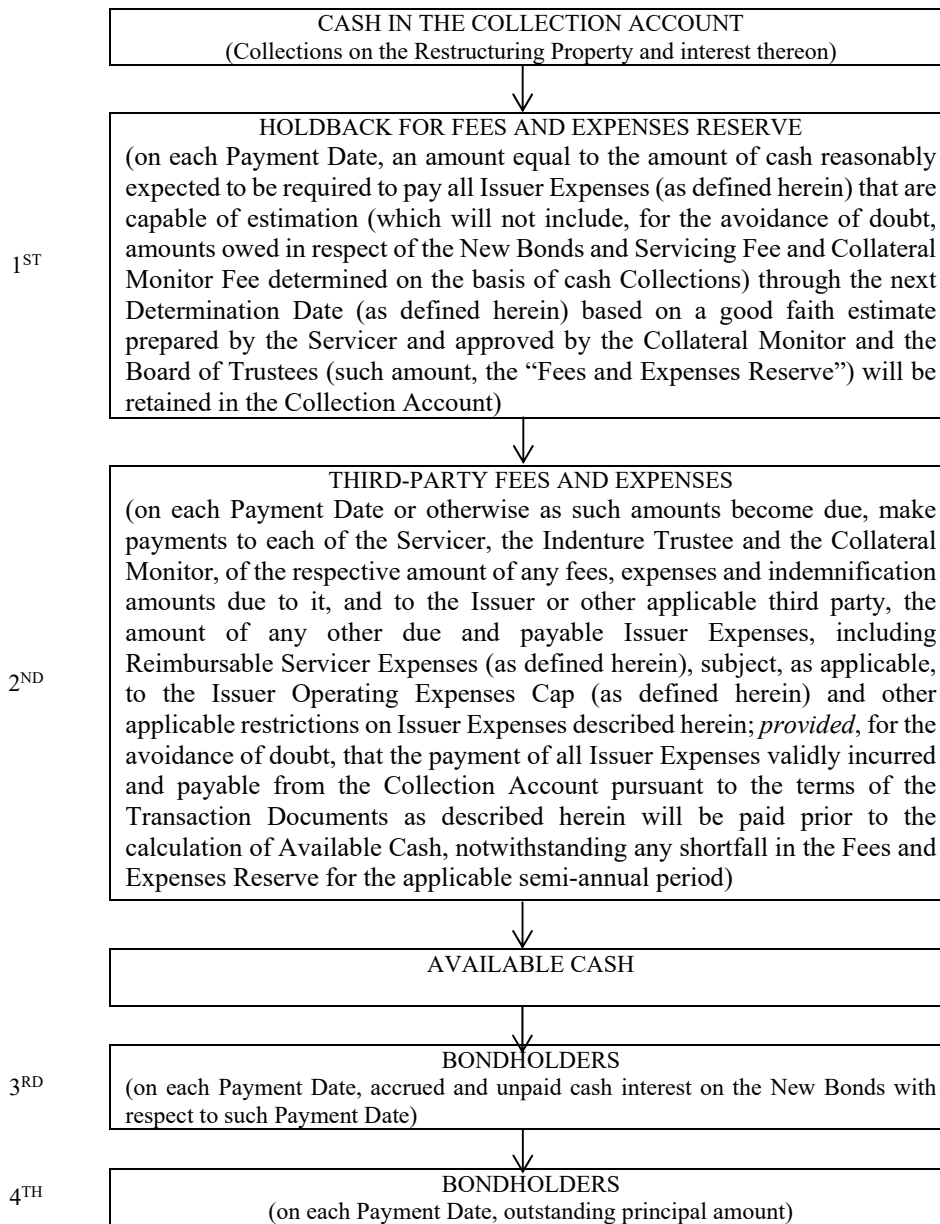 CASH IN THE COLLECTION ACCOUNT
(Collections on the Restructuring Property and interest thereon)
HOLDBACK FOR FEES AND EXPENSES RESERVE
(on each Payment Date, an amount equal to the amount of cash reasonably
expected to be required to pay all Issuer Expenses (as defined herein) that are
capable of estimation (which will not include, for the avoidance of doubt,
amounts owed in respect of the New Bonds and Servicing Fee and Collateral
1ST
Monitor Fee determined on the basis of cash Collections) through the next
Determination Date (as defined herein) based on a good faith estimate
prepared by the Servicer and approved by the Collateral Monitor and the
Board of Trustees (such amount, the “Fees and Expenses Reserve”) will be
retained in the Collection Account)
THIRD-PARTY FEES AND EXPENSES
(on each Payment Date or otherwise as such amounts become due, make
payments to each of the Servicer, the Indenture Trustee and the Collateral
Monitor, of the respective amount of any fees, expenses and indemnification
amounts due to it, and to the Issuer or other applicable third party, the
amount of any other due and payable Issuer Expenses, including
Reimbursable Servicer Expenses (as defined herein), subject, as applicable,
2ND
to the Issuer Operating Expenses Cap (as defined herein) and other
applicable restrictions on Issuer Expenses described herein; provided, for the
avoidance of doubt, that the payment of all Issuer Expenses validly incurred
and payable from the Collection Account pursuant to the terms of the
Transaction Documents as described herein will be paid prior to the
calculation of Available Cash, notwithstanding any shortfall in the Fees and
Expenses Reserve for the applicable semi-annual period)
AVAILABLE CASH
BONDHOLDERS
3RD
(on each Payment Date, accrued and unpaid cash interest on the New Bonds with
respect to such Payment Date)
BONDHOLDERS
4TH
(on each Payment Date, outstanding principal amount)